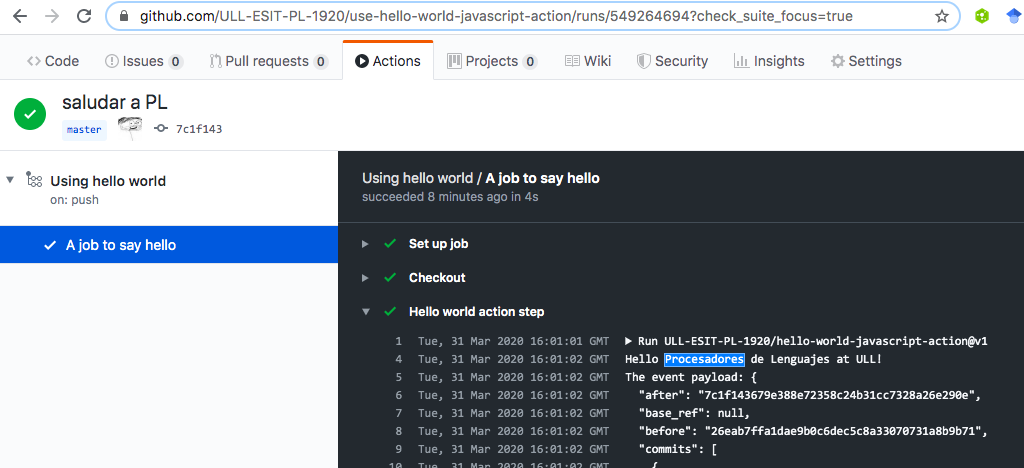 github.com/ULL-ESIT-PL-1920/use-hello-world-javascript-action/runs/549264694?check_suite_focus=true
Code Issues 0 Pull requests 0 Actions Projects 0 Wiki Security Insights Settings
saludar a PL
master 7c1f143
Using hello world
on: push
A job to say hello
Using hello world / A job to say hello
succeeded 8 minutes ago in 4s
Set up job
Checkout
Hello world action step
1 Tue, 31 Mar 2020 16:01:01 GMT ▶ Run ULL-ESIT-PL-1920/hello-world-javascript-action@v1
4 Tue, 31 Mar 2020 16:01:02 GMT Hello Procesadores de Lenguajes at ULL!
5 Tue, 31 Mar 2020 16:01:02 GMT The event payload: {
6 Tue, 31 Mar 2020 16:01:02 GMT "after": "7c1f143679e388e72358c24b31cc7328a26e290e",
7 Tue, 31 Mar 2020 16:01:02 GMT "base_ref": null,
8 Tue, 31 Mar 2020 16:01:02 GMT "before": "26eab7ffa1dae9b0c6dec5c8a33070731a8b9b71",
9 Tue, 31 Mar 2020 16:01:02 GMT "commits": [
10 Tue, 31 Mar 2020 16:01:02 GMT {